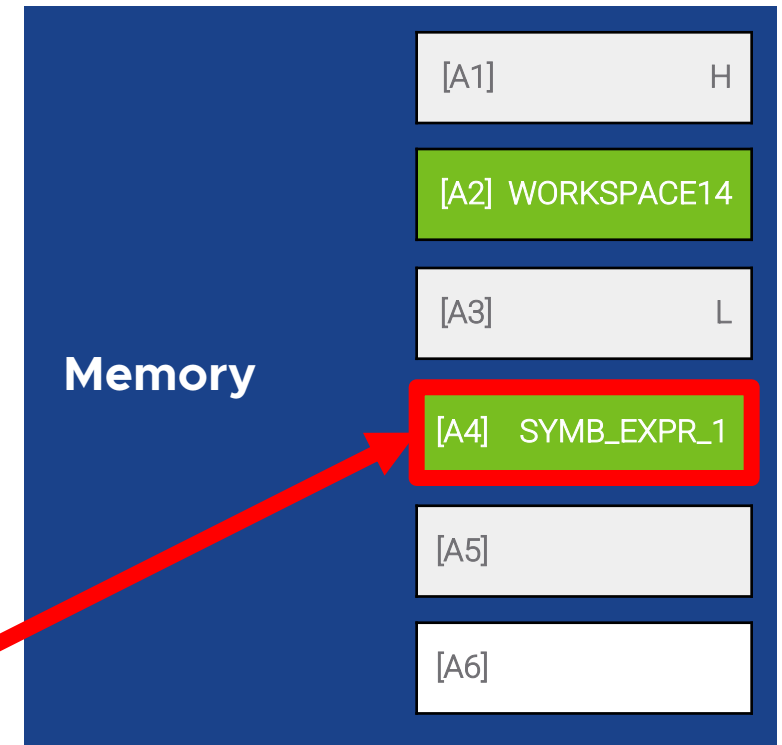 [A1] H
[A2] WORKSPACE14
[A3] L
Memory
[A4] SYMB_EXPR_1
[A5]
[A6]